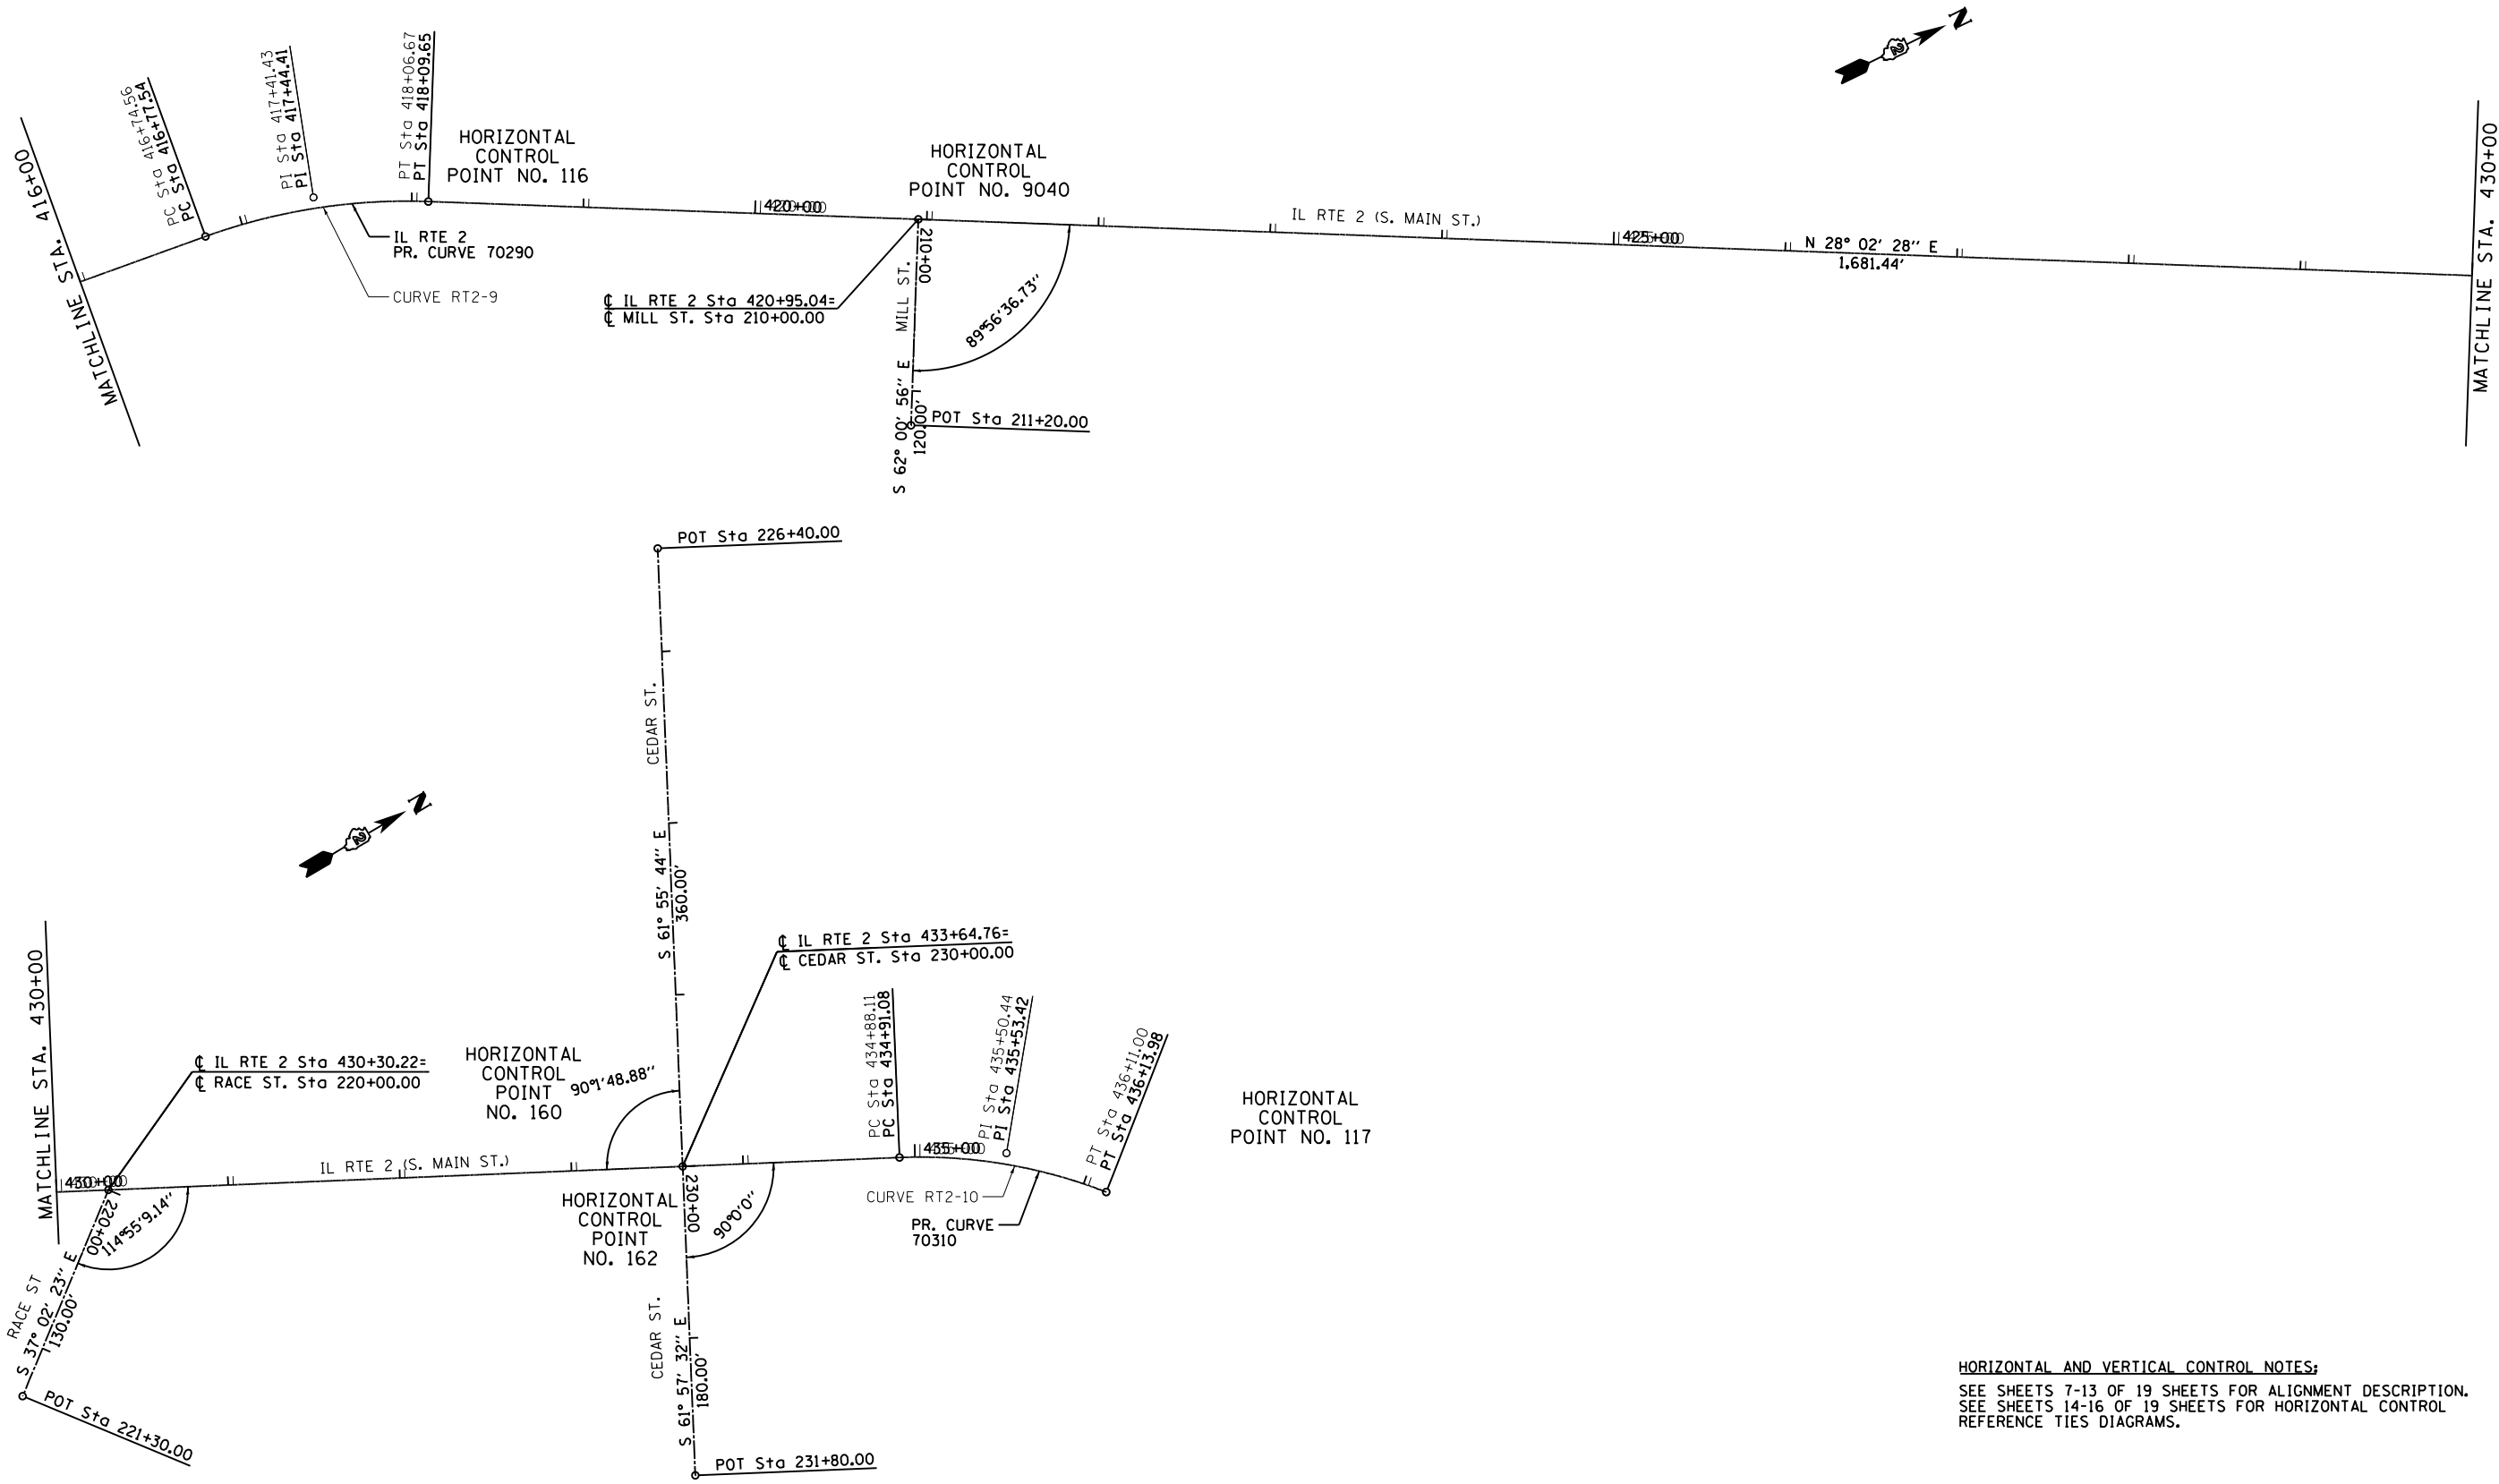 MATCHLINE STA. 416+00
PC Sta 416+74.56
PC Sta 416+77.54
PI Sta 417+41.43
PI Sta 417+44.41
PT Sta 418+06.67
PT Sta 418+09.65
HORIZONTAL
CONTROL
POINT NO. 116
IL RTE 2
PR. CURVE 70290
CURVE RT2-9
420+00
HORIZONTAL
CONTROL
POINT NO. 9040
℄ IL RTE 2 Sta 420+95.04=
℄ MILL ST. Sta 210+00.00
210+00
MILL ST.
S 62° 00' 56" E
120.00'
89°56'36.73"
POT Sta 211+20.00
IL RTE 2 (S. MAIN ST.)
425+00
N 28° 02' 28" E
1,681.44'
N
2
MATCHLINE STA. 430+00
POT Sta 226+40.00
CEDAR ST.
S 61° 55' 44" E
360.00'
N
2
MATCHLINE STA. 430+00
℄ IL RTE 2 Sta 430+30.22=
℄ RACE ST. Sta 220+00.00
430+00
220+00
114°55'9.14"
RACE ST
S 37° 02' 23" E
130.00'
POT Sta 221+30.00
IL RTE 2 (S. MAIN ST.)
HORIZONTAL
CONTROL
POINT
NO. 160
90°1'48.88"
℄ IL RTE 2 Sta 433+64.76=
℄ CEDAR ST. Sta 230+00.00
HORIZONTAL
CONTROL
POINT
NO. 162
230+00
90°0'0"
CEDAR ST.
S 61° 57' 32" E
180.00'
POT Sta 231+80.00
PC Sta 434+88.11
PC Sta 434+91.08
435+00
PI Sta 435+50.44
PI Sta 435+53.42
PT Sta 436+11.00
PT Sta 436+13.98
CURVE RT2-10
PR. CURVE
70310
HORIZONTAL
CONTROL
POINT NO. 117
HORIZONTAL AND VERTICAL CONTROL NOTES:
SEE SHEETS 7-13 OF 19 SHEETS FOR ALIGNMENT DESCRIPTION.
SEE SHEETS 14-16 OF 19 SHEETS FOR HORIZONTAL CONTROL
REFERENCE TIES DIAGRAMS.